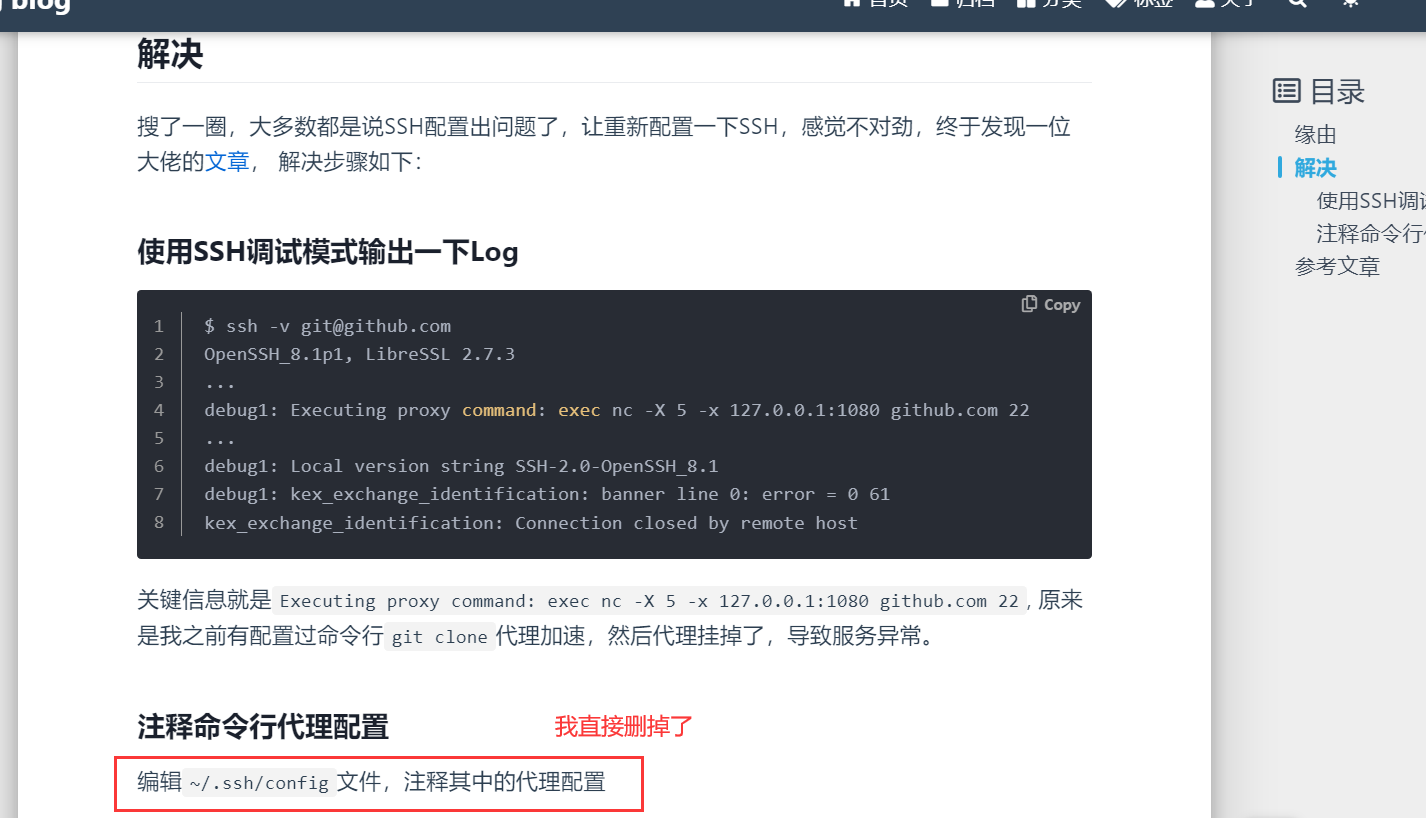 blog
首页 归档 分类 标签 关于
解决
搜了一圈，大多数都是说SSH配置出问题了，让重新配置一下SSH，感觉不对劲，终于发现一位
大佬的文章， 解决步骤如下：
使用SSH调试模式输出一下Log
Copy
1 $ ssh -v git@github.com
2 OpenSSH_8.1p1, LibreSSL 2.7.3
3 ...
4 debug1: Executing proxy command: exec nc -X 5 -x 127.0.0.1:1080 github.com 22
5 ...
6 debug1: Local version string SSH-2.0-OpenSSH_8.1
7 debug1: kex_exchange_identification: banner line 0: error = 0 61
8 kex_exchange_identification: Connection closed by remote host
关键信息就是 Executing proxy command: exec nc -X 5 -x 127.0.0.1:1080 github.com 22 , 原来
是我之前有配置过命令行 git clone 代理加速，然后代理挂掉了，导致服务异常。
注释命令行代理配置
我直接删掉了
编辑 ~/.ssh/config 文件，注释其中的代理配置
目录
缘由
解决
使用SSH调
注释命令行
参考文章